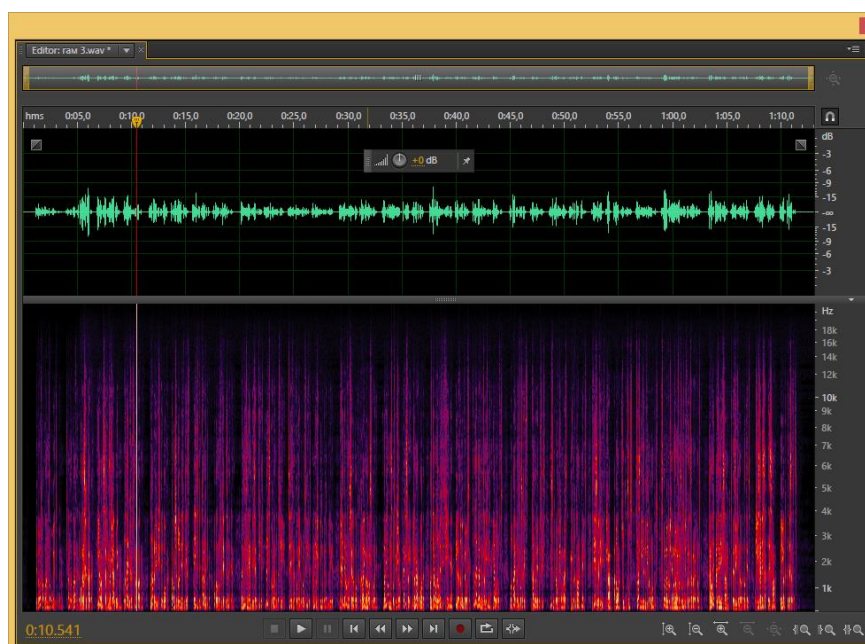 Editor: гам 3.wav *
hms 0:05,0 0:10,0 0:15,0 0:20,0 0:25,0 0:30,0 0:35,0 0:40,0 0:45,0 0:50,0 0:55,0 1:00,0 1:05,0 1:10,0
dB
+0 dB
-3
-6
-9
-15
-∞
-15
-9
-6
-3
Hz
18k
16k
14k
12k
10k
9k
8k
7k
6k
5k
4k
3k
2k
1k
0:10.541